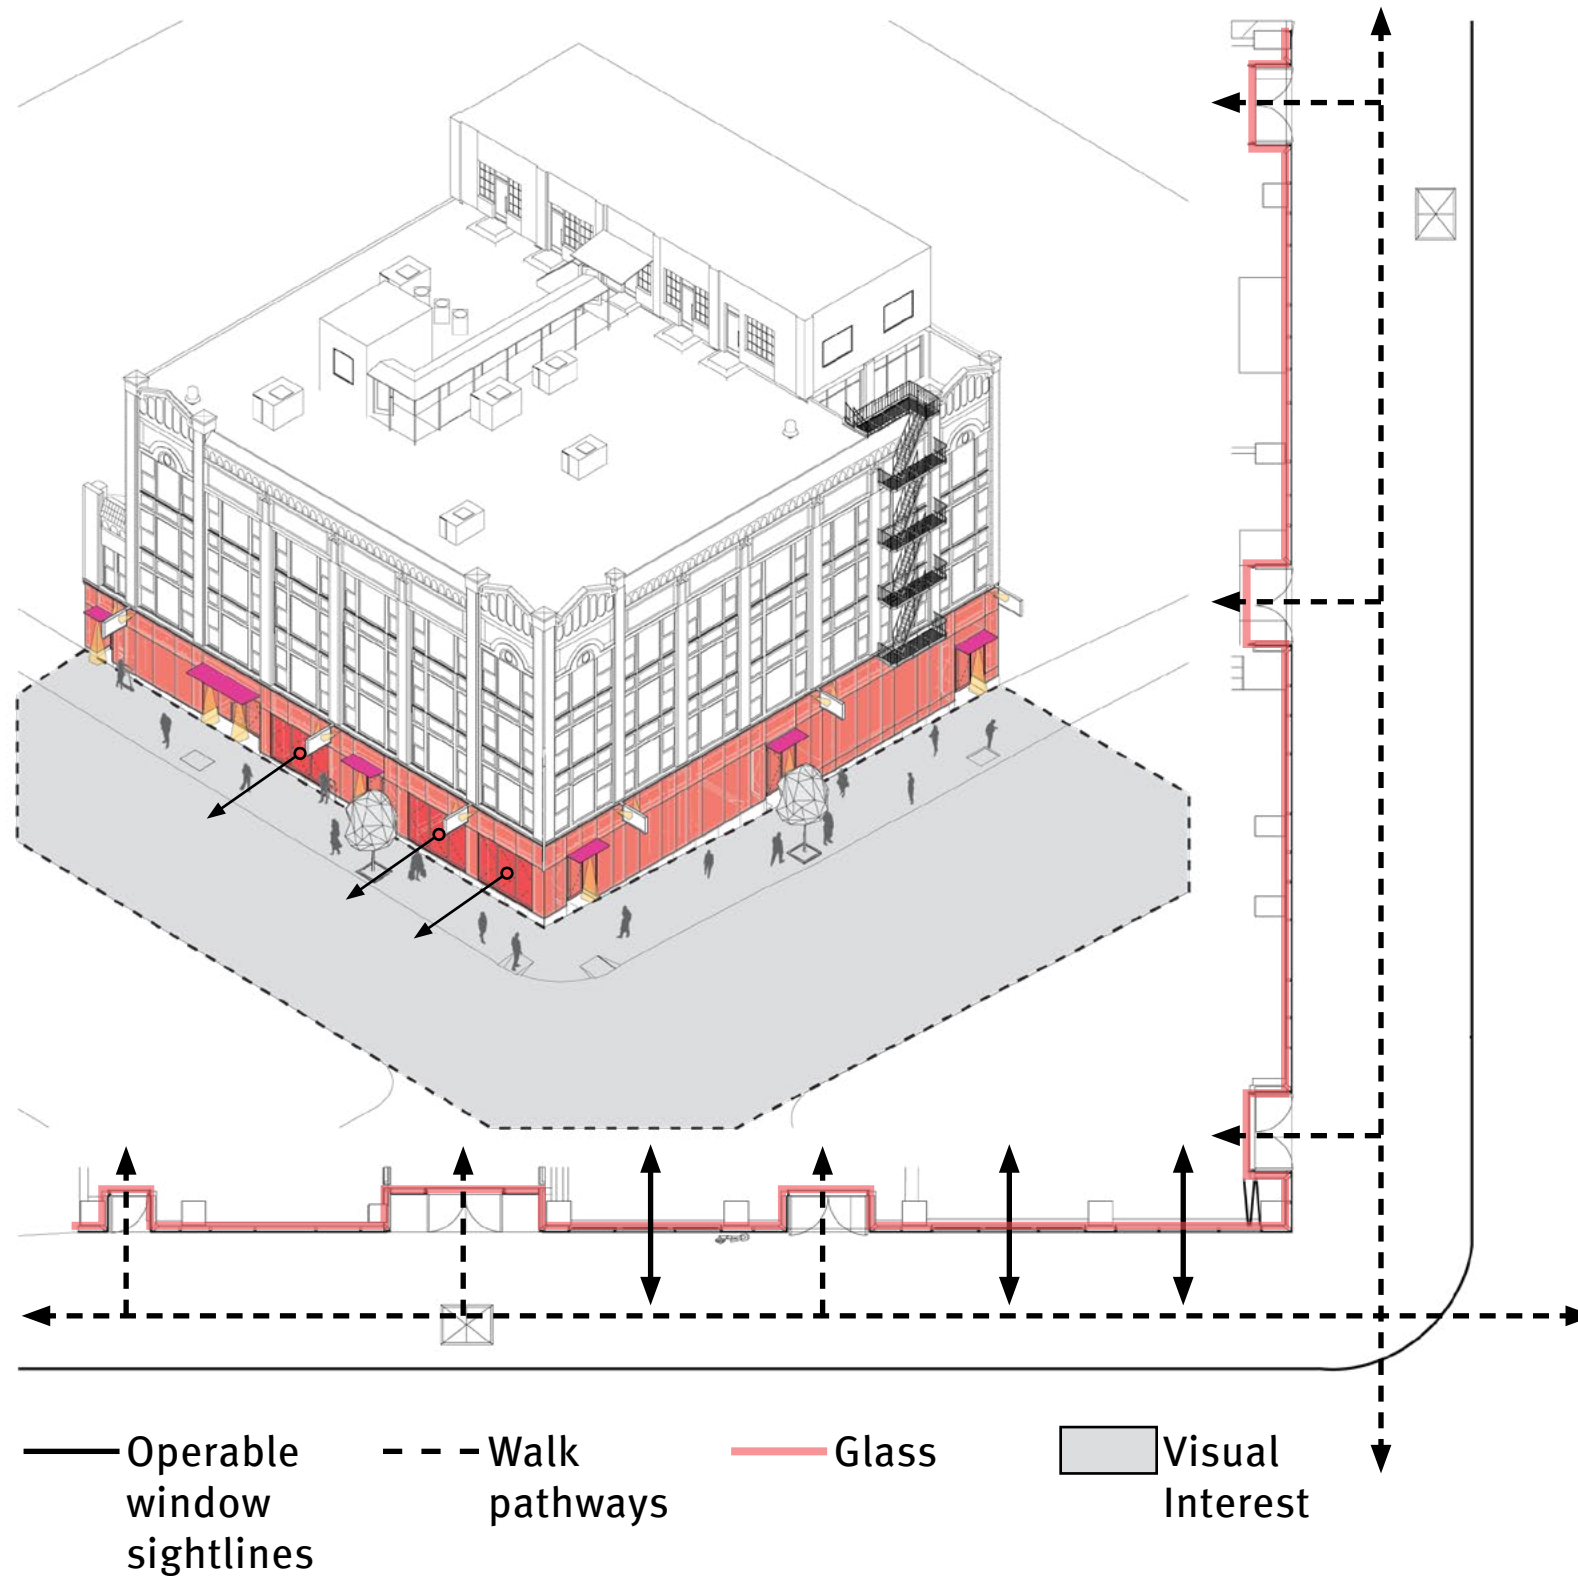 Operable
window
sightlines
Walk
pathways
Glass
Visual
Interest